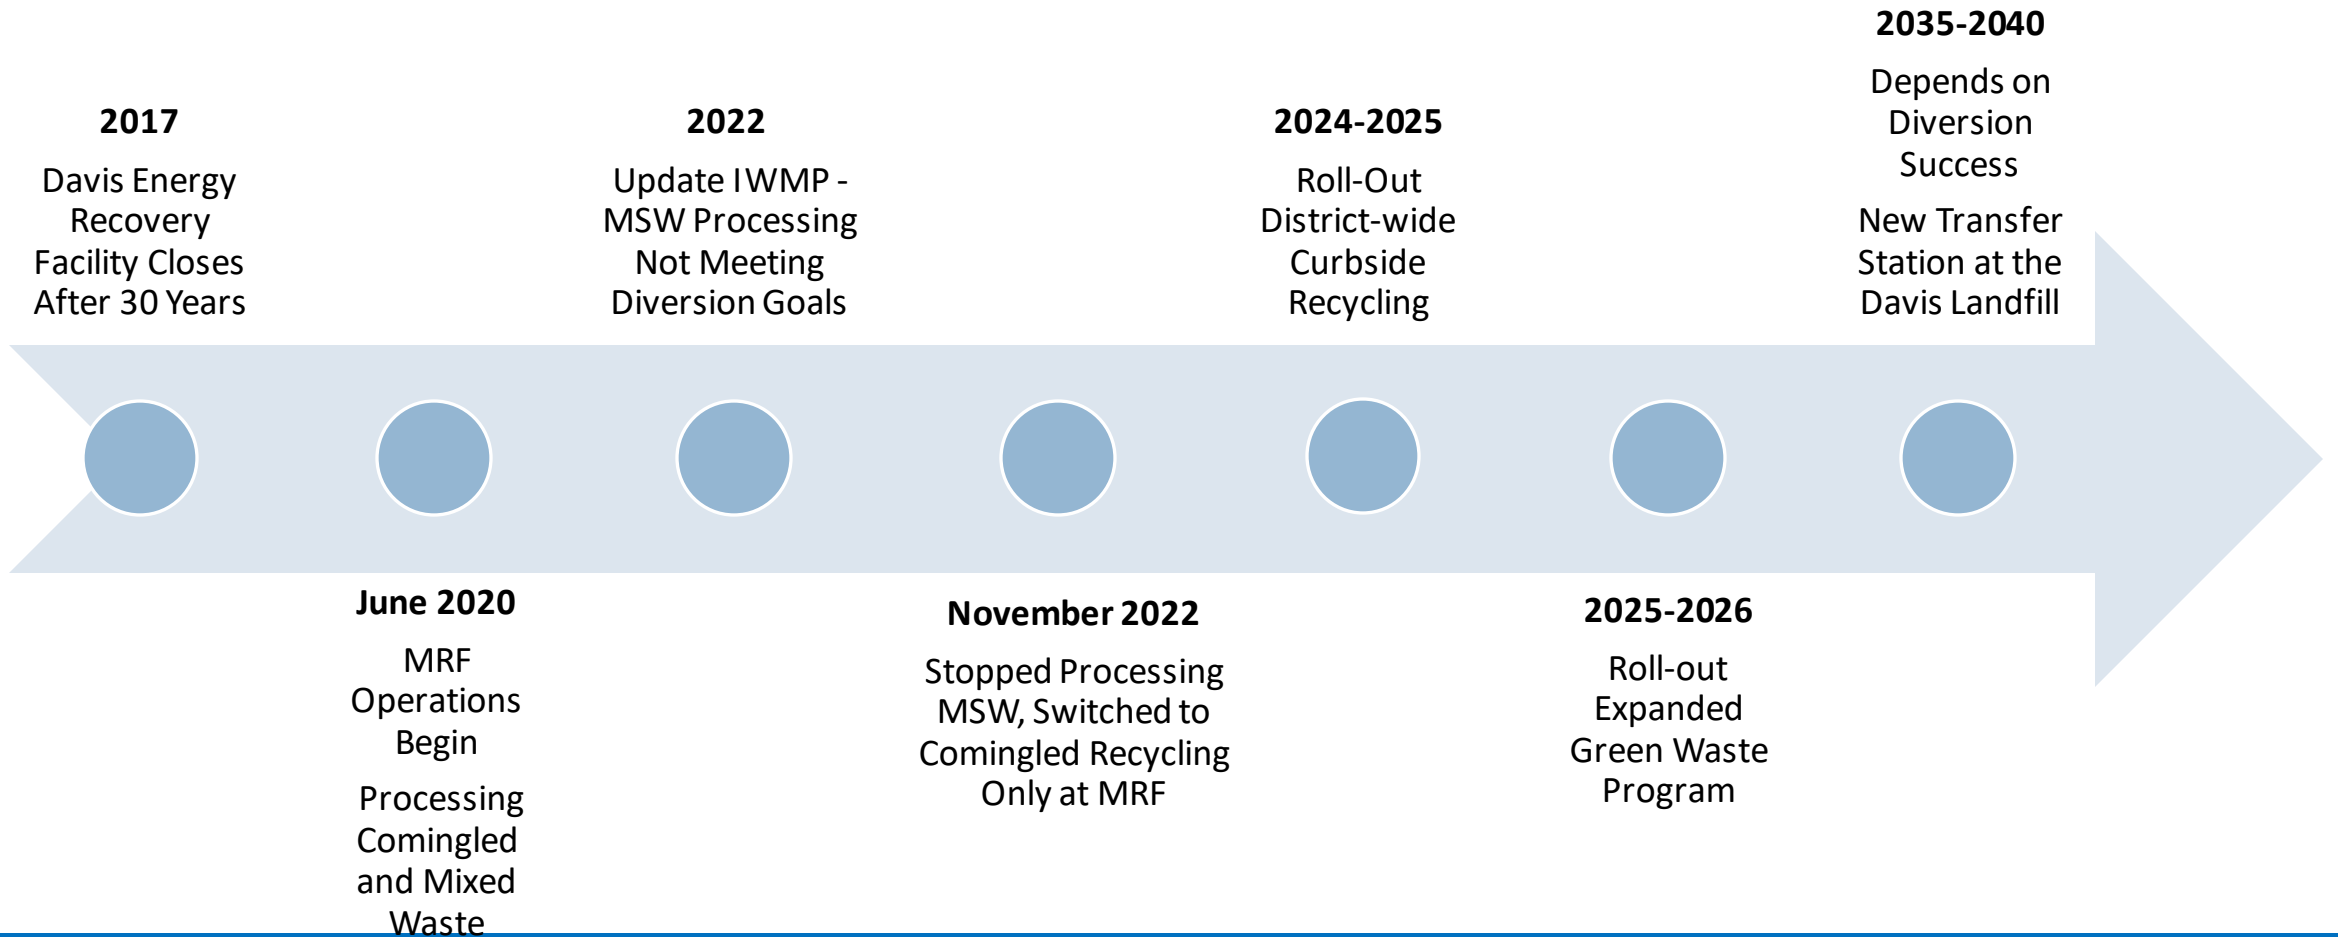 2017
Davis Energy
Recovery
Facility Closes
After 30 Years
June 2020
MRF
Operations
Begin
Processing
Comingled
and Mixed
Waste
2022
Update IWMP -
MSW Processing
Not Meeting
Diversion Goals
November 2022
Stopped Processing
MSW, Switched to
Comingled Recycling
Only at MRF
2024-2025
Roll-Out
District-wide
Curbside
Recycling
2025-2026
Roll-out
Expanded
Green Waste
Program
2035-2040
Depends on
Diversion
Success
New Transfer
Station at the
Davis Landfill